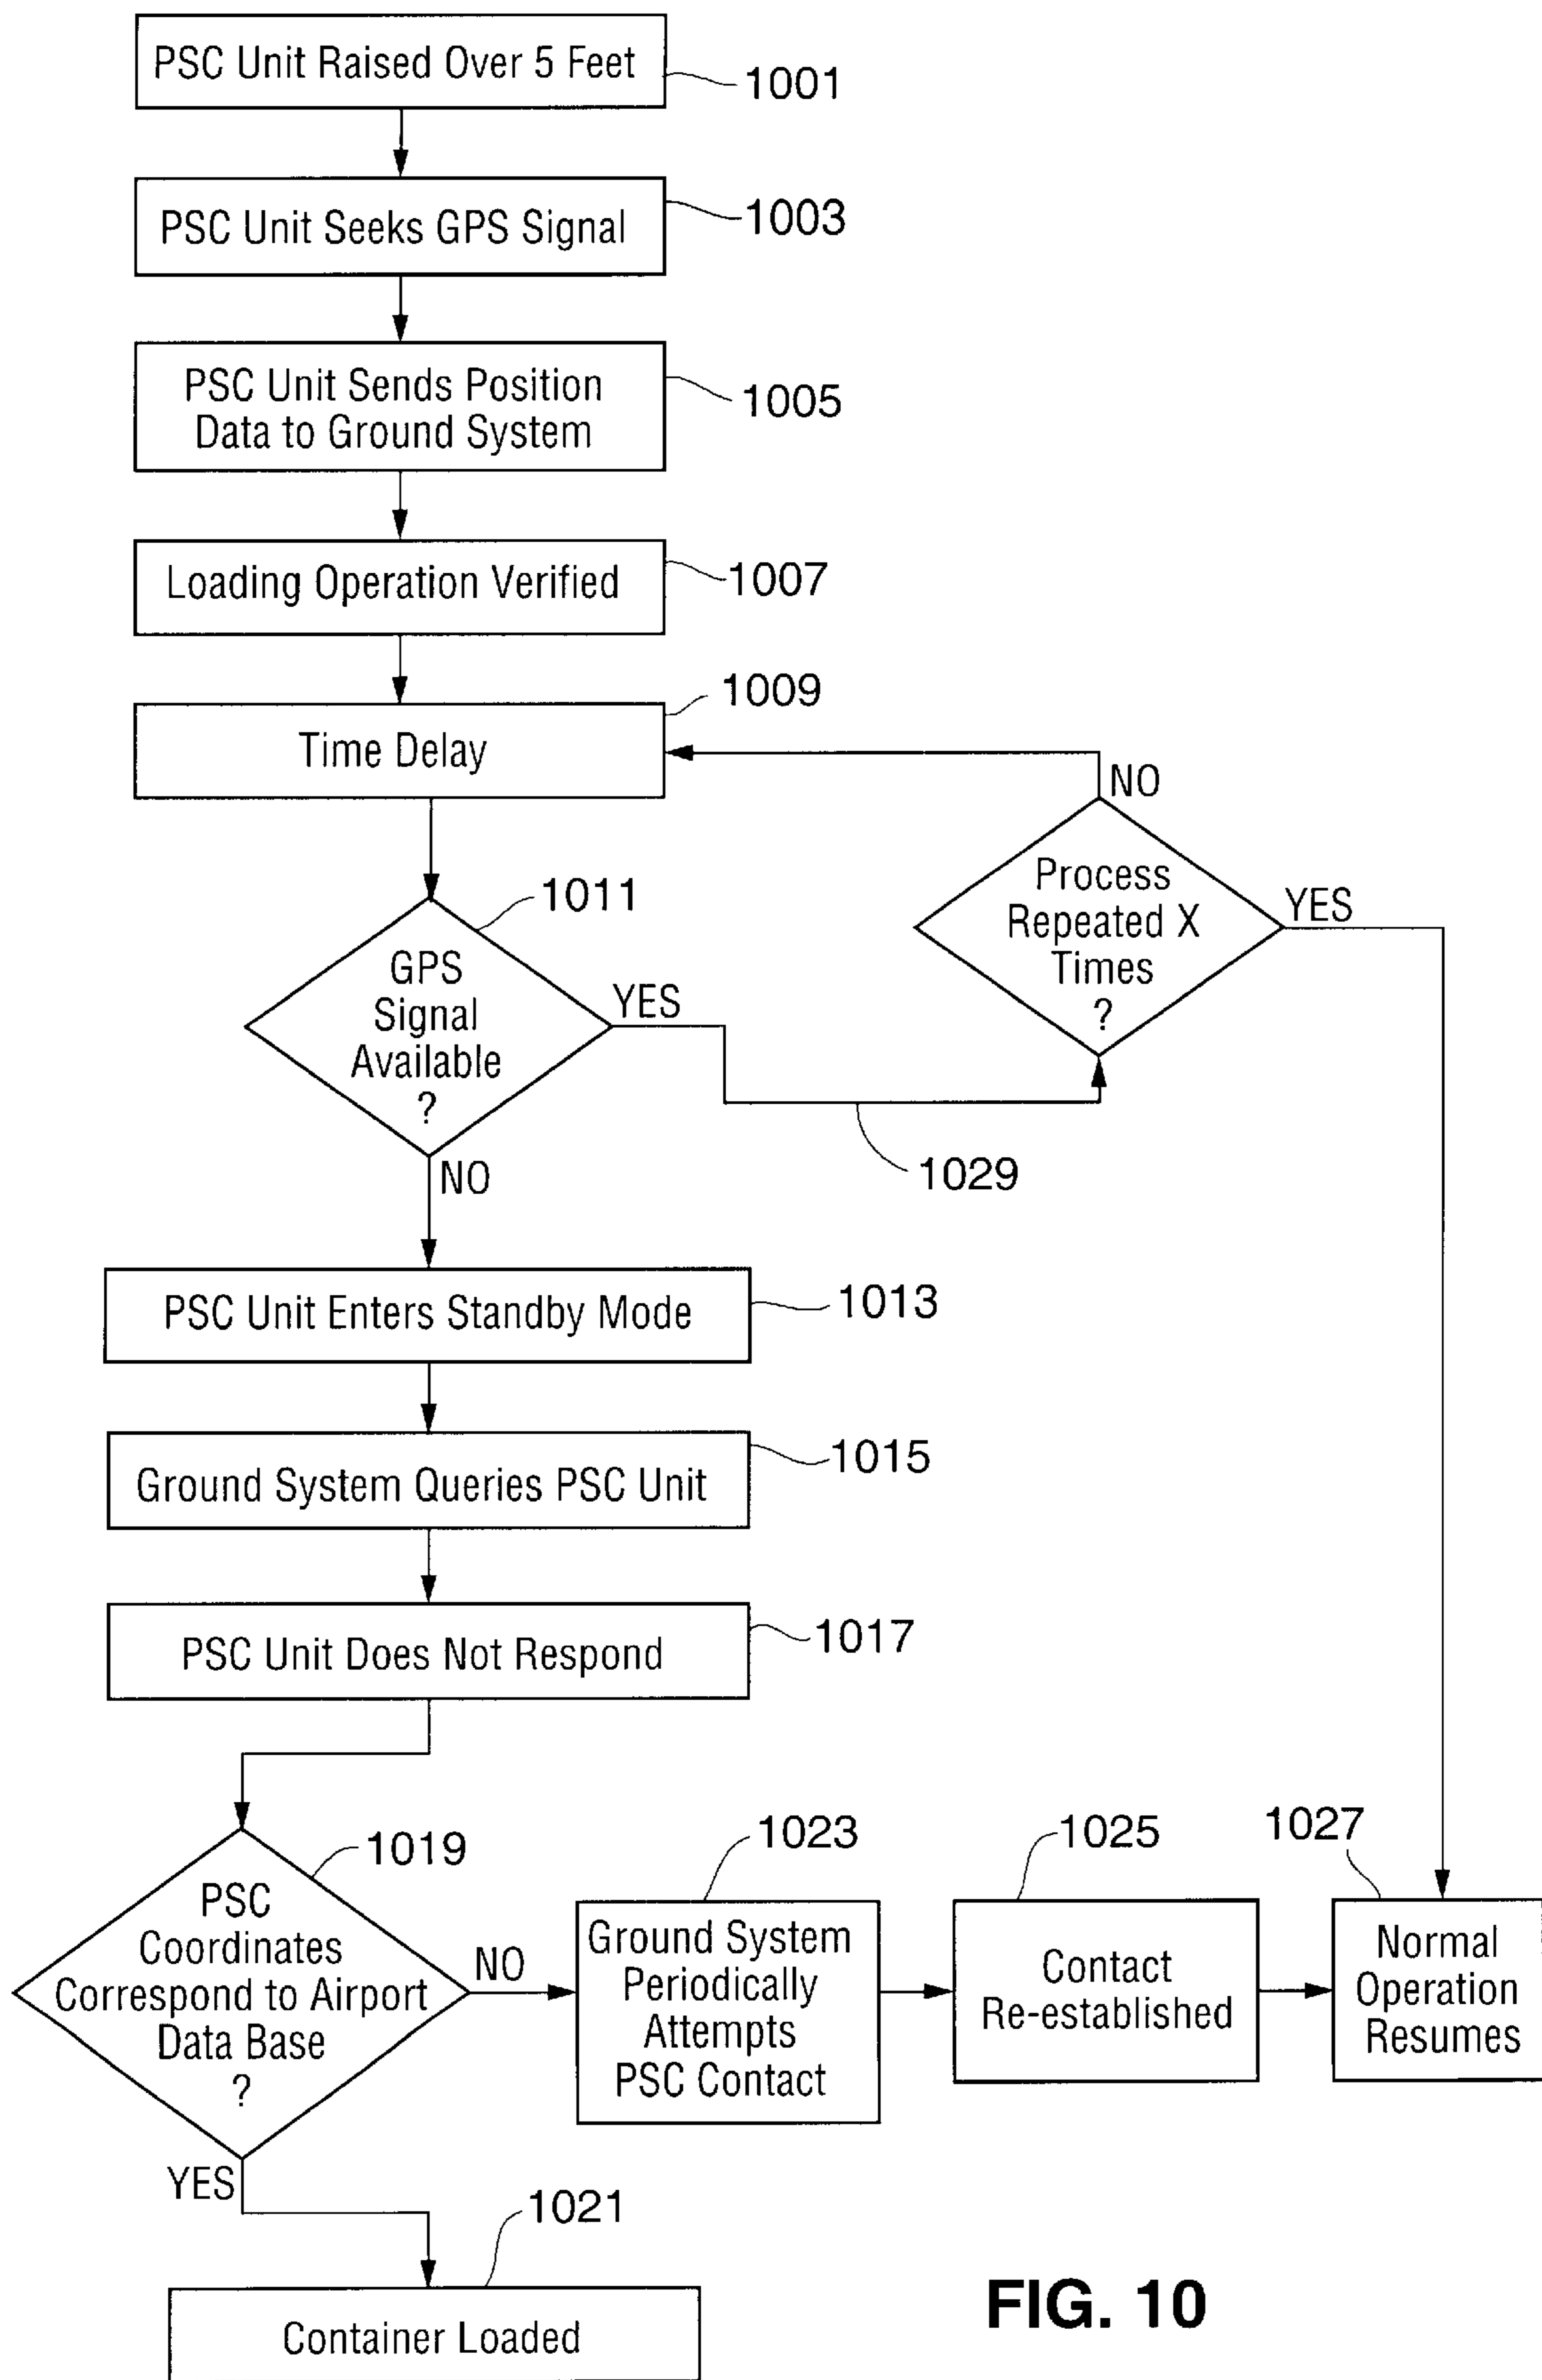 PSC Unit Raised Over 5 Feet
1001
PSC Unit Seeks GPS Signal
1003
PSC Unit Sends Position
Data to Ground System
1005
Loading Operation Verified
1007
Time Delay
1009
NO
Process
Repeated X
Times
?
YES
1011
GPS
Signal
Available
?
YES
1029
NO
PSC Unit Enters Standby Mode
1013
Ground System Queries PSC Unit
1015
PSC Unit Does Not Respond
1017
1019
PSC
Coordinates
Correspond to Airport
Data Base
?
NO
1023
Ground System
Periodically
Attempts
PSC Contact
1025
Contact
Re-established
1027
Normal
Operation
Resumes
YES
1021
Container Loaded
FIG. 10